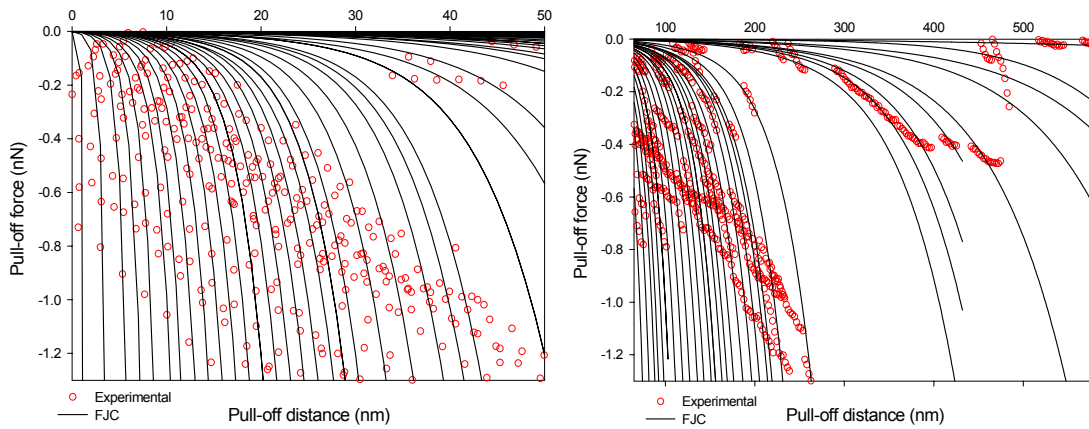 0 10 20 30 40 50
0.0
-0.2
-0.4
-0.6
-0.8
-1.0
-1.2
Pull-off force (nN)
Experimental
FJC
Pull-off distance (nm)
100 200 300 400 500
0.0
-0.2
-0.4
-0.6
-0.8
-1.0
-1.2
Pull-off force (nN)
Experimental
FJC
Pull-off distance (nm)